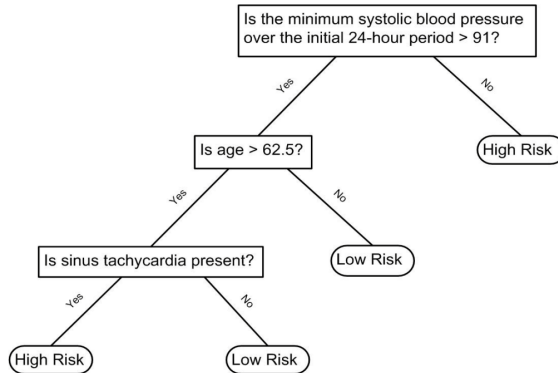 Is the minimum systolic blood pressure
over the initial 24-hour period > 91?
Yes
No
Is age > 62.5?
High Risk
Yes
No
Is sinus tachycardia present?
Low Risk
Yes
No
High Risk
Low Risk